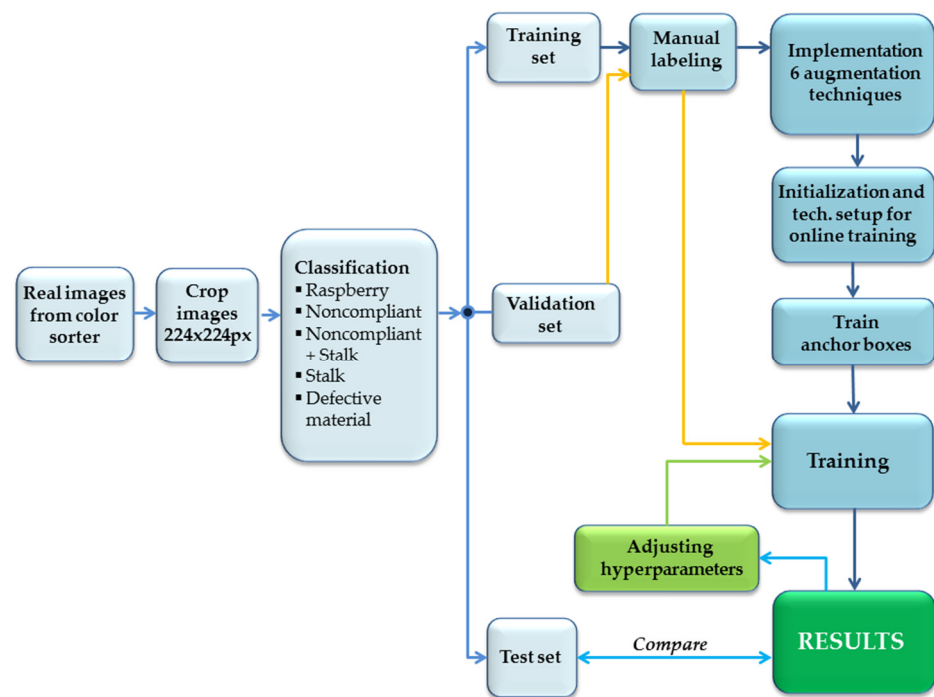 Real images
from color
sorter
Crop
images
224x224px
Classification
▪ Raspberry
▪ Noncompliant
▪ Noncompliant
+ Stalk
▪ Stalk
▪ Defective
material
Training
set
Validation
set
Test set
Manual
labeling
Implementation
6 augmentation
techniques
Initialization and
tech. setup for
online training
Train
anchor boxes
Training
Adjusting
hyperparameters
Compare
RESULTS